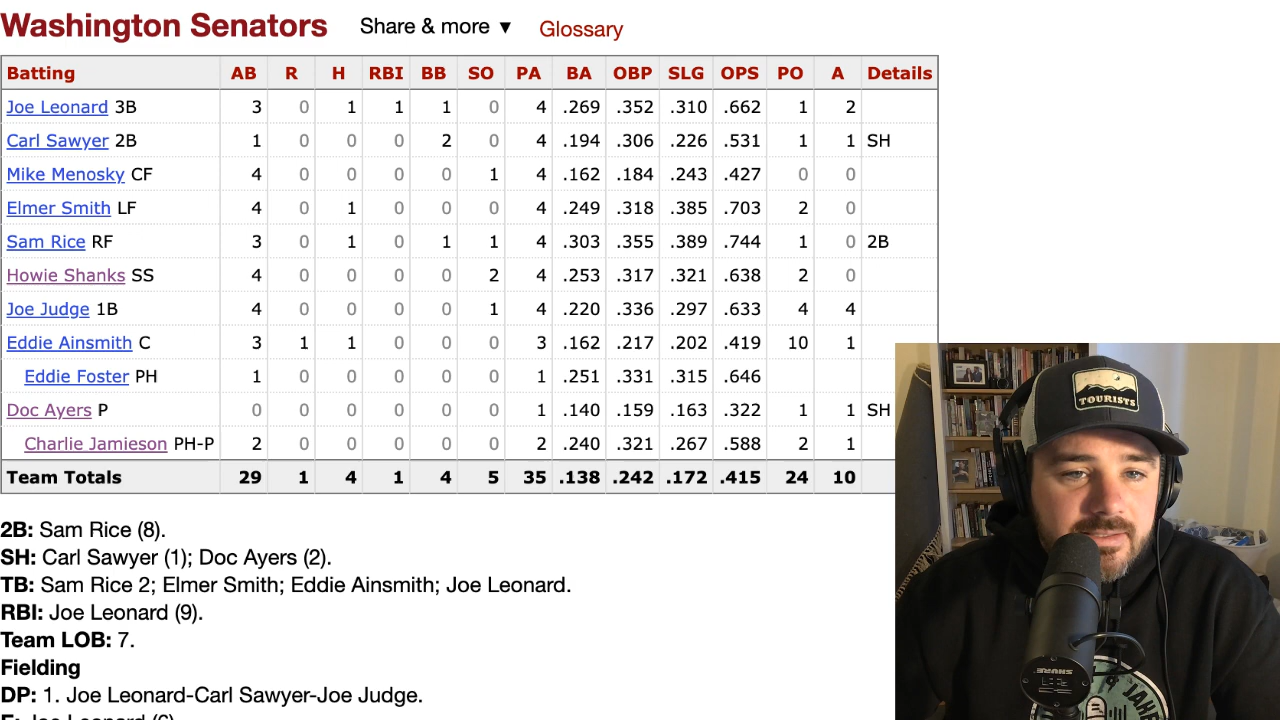 Washington Senators Share & more ▼ Glossary
Batting AB R H RBI BB SO PA BA OBP SLG OPS PO A Details
Joe Leonard 3B 3 0 1 1 1 0 4 .269 .352 .310 .662 1 2
Carl Sawyer 2B 1 0 0 0 2 0 4 .194 .306 .226 .531 1 1 SH
Mike Menosky CF 4 0 0 0 0 1 4 .162 .184 .243 .427 0 0
Elmer Smith LF 4 0 1 0 0 0 4 .249 .318 .385 .703 2 0
Sam Rice RF 3 0 1 0 1 1 4 .303 .355 .389 .744 1 0 2B
Howie Shanks SS 4 0 0 0 0 2 4 .253 .317 .321 .638 2 0
Joe Judge 1B 4 0 0 0 0 1 4 .220 .336 .297 .633 4 4
Eddie Ainsmith C 3 1 1 0 0 0 3 .162 .217 .202 .419 10 1
Eddie Foster PH 1 0 0 0 0 0 1 .251 .331 .315 .646
Doc Ayers P 0 0 0 0 0 0 1 .140 .159 .163 .322 1 1 SH
Charlie Jamieson PH-P 2 0 0 0 0 0 2 .240 .321 .267 .588 2 1
Team Totals 29 1 4 1 4 5 35 .138 .242 .172 .415 24 10
2B: Sam Rice (8).
SH: Carl Sawyer (1); Doc Ayers (2).
TB: Sam Rice 2; Elmer Smith; Eddie Ainsmith; Joe Leonard.
RBI: Joe Leonard (9).
Team LOB: 7.
Fielding
DP: 1. Joe Leonard-Carl Sawyer-Joe Judge.
E: Joe Leonard (6)
TOURISTS
SHURE